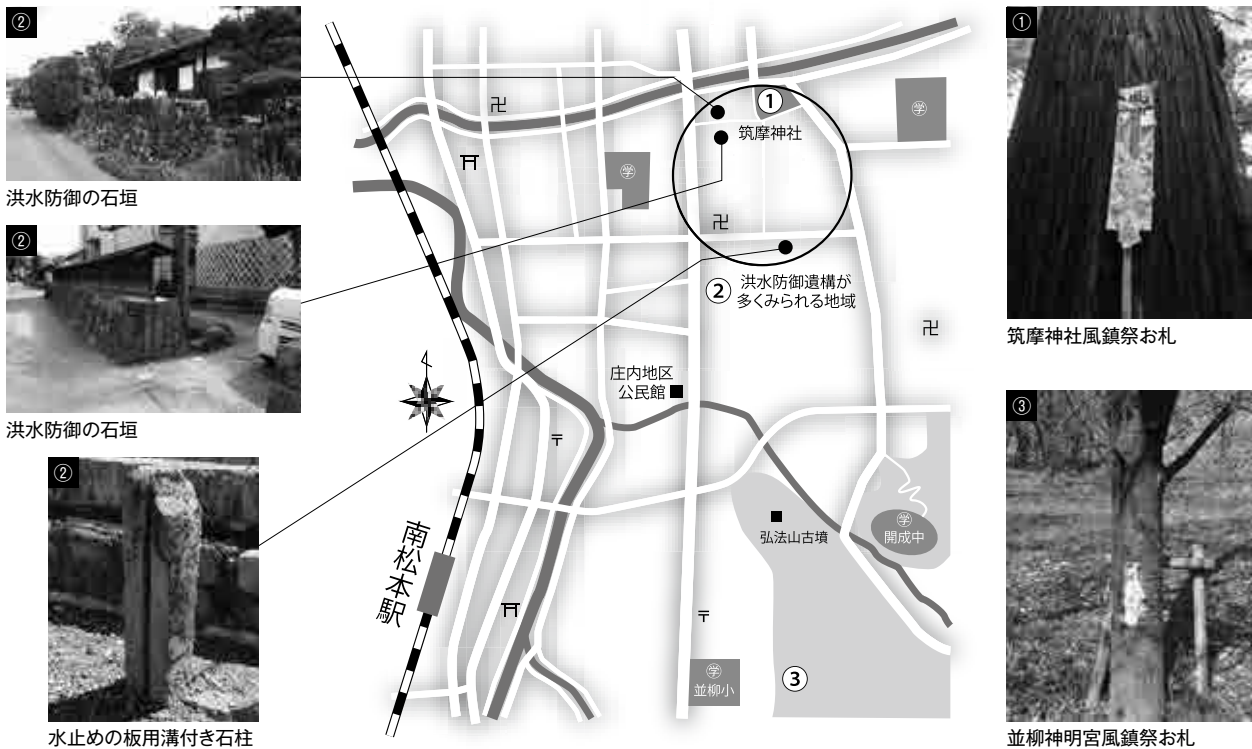 ②
洪水防御の石垣
②
洪水防御の石垣
②
水止めの板用溝付き石柱
卍
学
①
筑摩神社
学
卍
②
洪水防御遺構が
多くみられる地域
卍
庄内地区
公民館
〒
弘法山古墳
学
開成中
南松本駅
〒
学
並柳小
③
①
筑摩神社風鎮祭お札
③
並柳神明宮風鎮祭お札